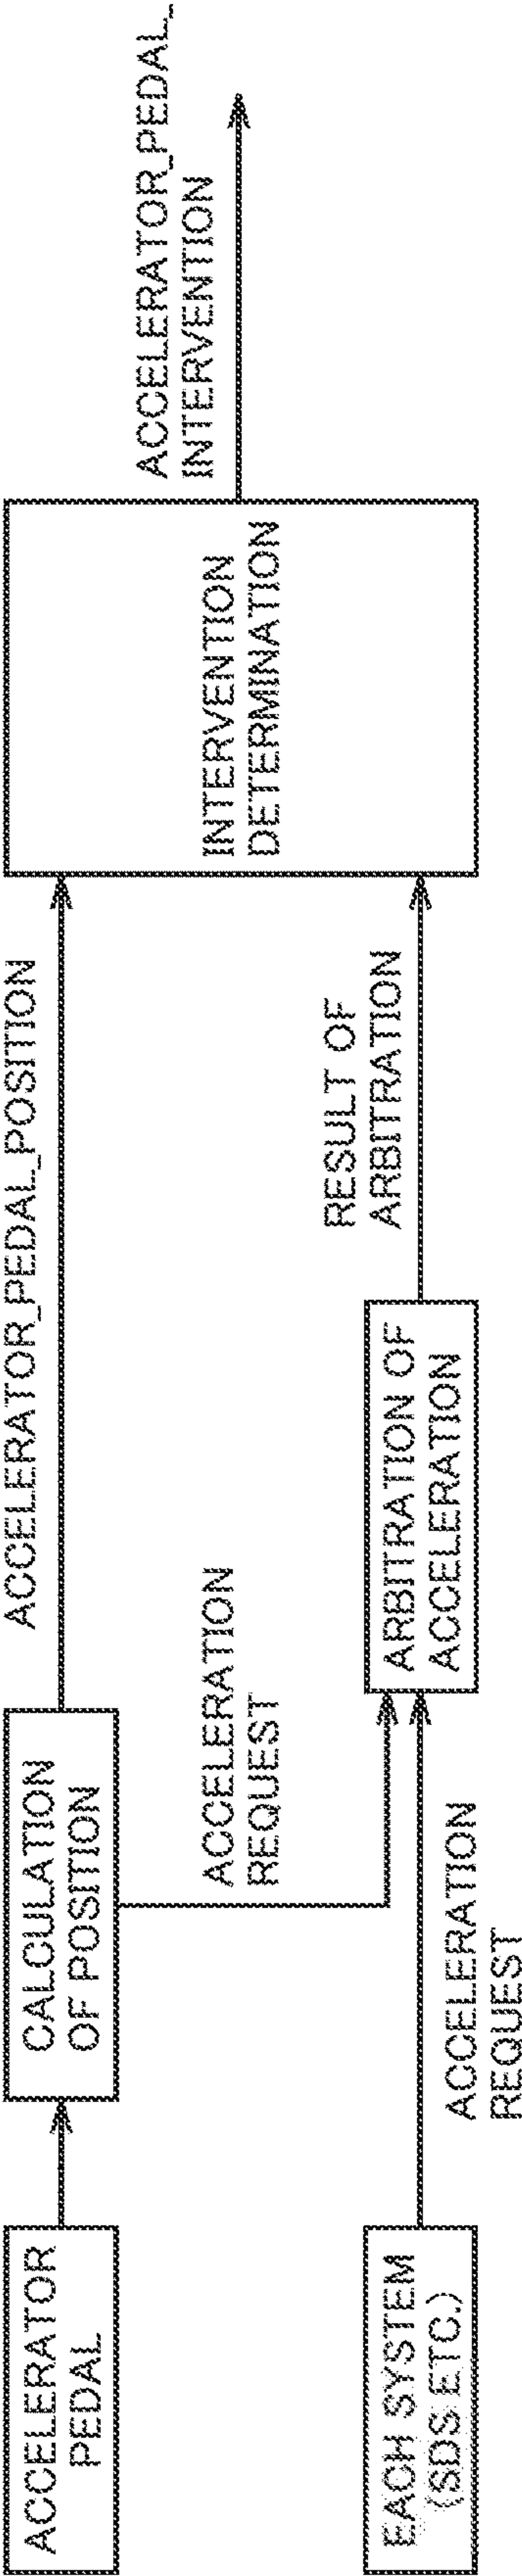 ACCELERATOR
PEDAL
CALCULATION
OF POSITION
ACCELERATOR_PEDAL_POSITION
ACCELERATION
REQUEST
EACH SYSTEM
(SDS ETC.)
ACCELERATION
REQUEST
ARBITRATION OF
ACCELERATION
RESULT OF
ARBITRATION
INTERVENTION
DETERMINATION
ACCELERATOR_PEDAL_
INTERVENTION